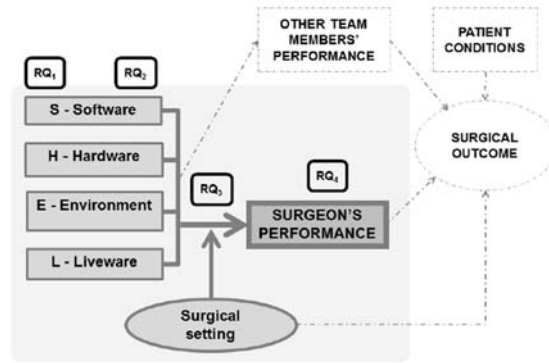 OTHER TEAM
MEMBERS'
PERFORMANCE
PATIENT
CONDITIONS
RQ1
RQ2
S - Software
H - Hardware
E - Environment
L - Liveware
RQ3
RQ4
SURGEON'S
PERFORMANCE
SURGICAL
OUTCOME
Surgical
setting